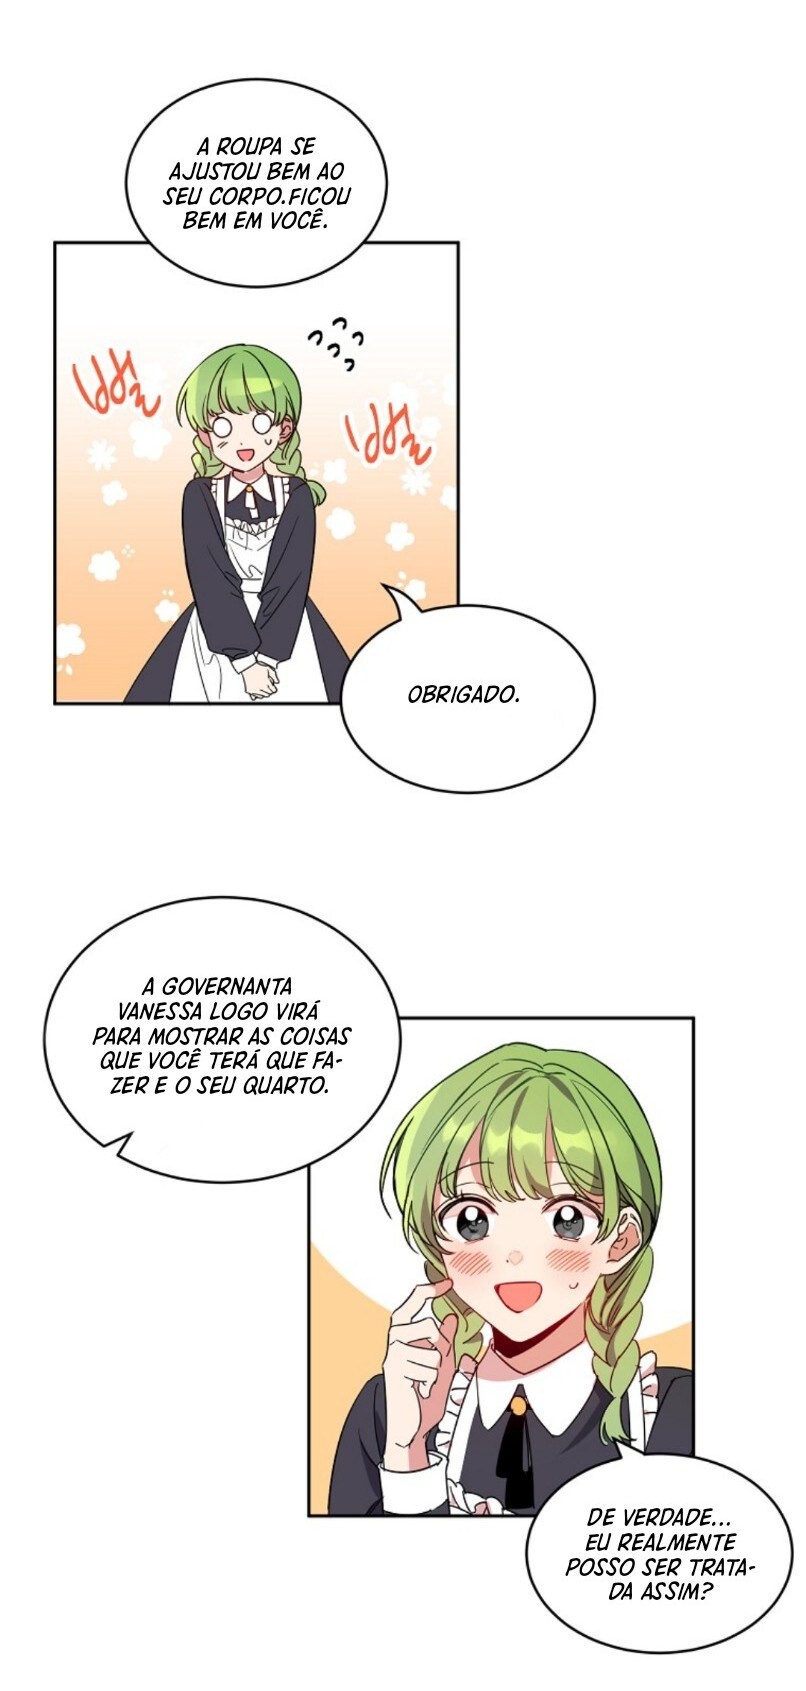 A ROUPA SE
AJUSTOU BEM AO
SEU CORPO.FICOU
BEM EM VOCÊ.
OBRIGADO.
A GOVERNANTA
VANESSA LOGO VIRÁ
PARA MOSTRAR AS COISAS
QUE VOCÊ TERÁ QUE FA-
ZER E O SEU QUARTO.
DE VERDADE...
EU REALMENTE
POSSO SER TRATA-
DA ASSIM?